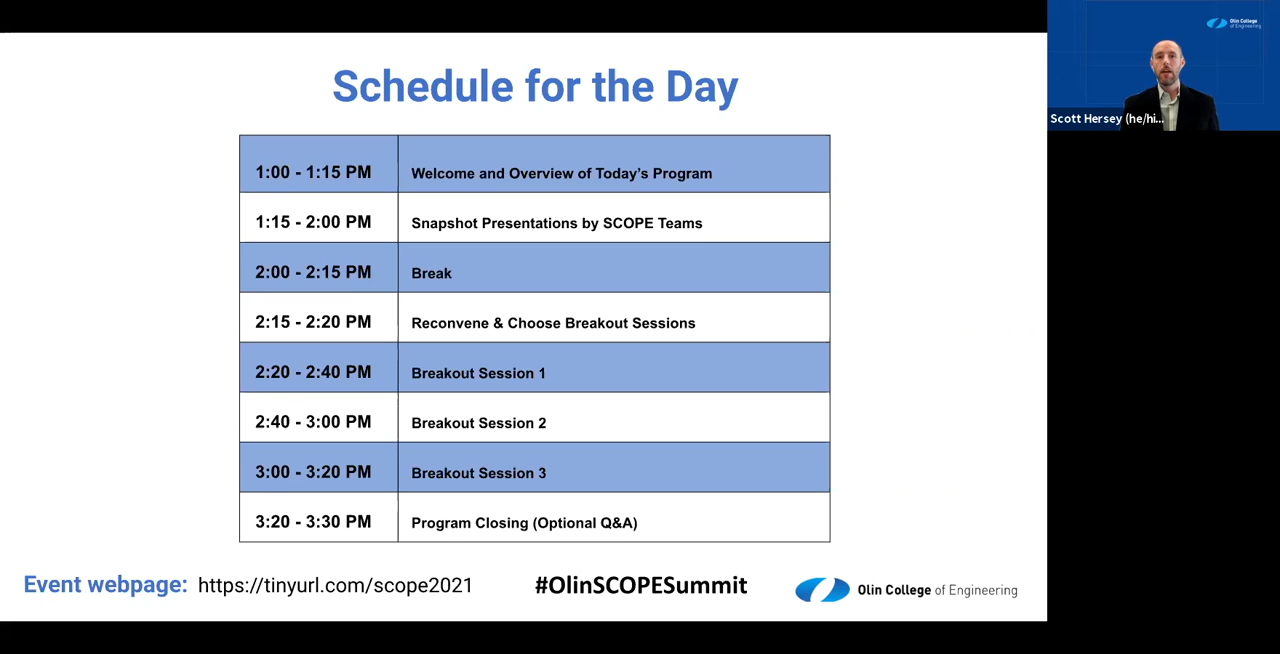 Schedule for the Day
1:00 - 1:15 PM Welcome and Overview of Today's Program
1:15 - 2:00 PM Snapshot Presentations by SCOPE Teams
2:00 - 2:15 PM Break
2:15 - 2:20 PM Reconvene & Choose Breakout Sessions
2:20 - 2:40 PM Breakout Session 1
2:40 - 3:00 PM Breakout Session 2
3:00 - 3:20 PM Breakout Session 3
3:20 - 3:30 PM Program Closing (Optional Q&A)
Event webpage: https://tinyurl.com/scope2021 #OlinSCOPESummit Olin College of Engineering
Olin College
of Engineering
Scott Hersey (he/hi...